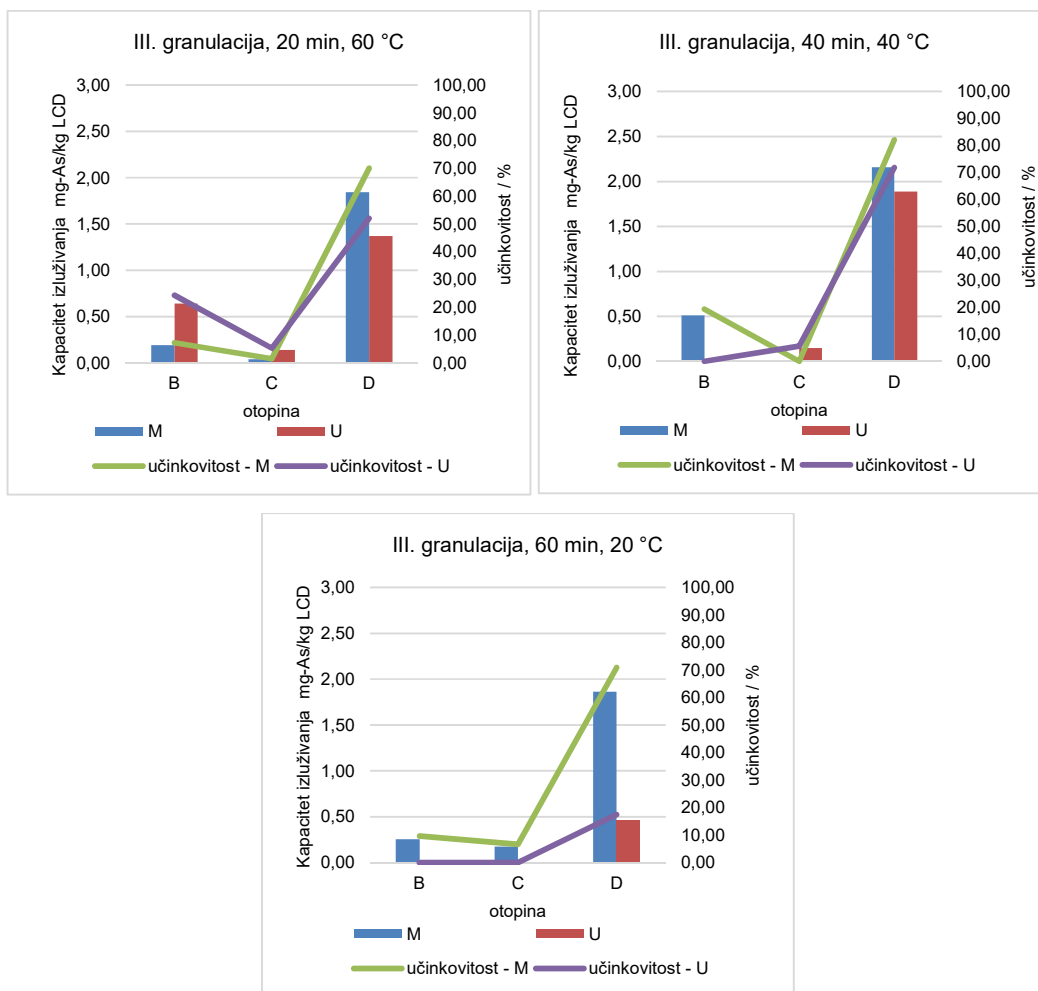 III. granulacija, 20 min, 60 °C
Kapacitet izluživanja mg-As/kg LCD
3,00
2,50
2,00
1,50
1,00
0,50
0,00
100,00
90,00
80,00
70,00
60,00
50,00
40,00
30,00
20,00
10,00
0,00
učinkovitost / %
B C D
otopina
M U
učinkovitost - M učinkovitost - U
III. granulacija, 40 min, 40 °C
Kapacitet izluživanja mg-As/kg LCD
3,00
2,50
2,00
1,50
1,00
0,50
0,00
100,00
90,00
80,00
70,00
60,00
50,00
40,00
30,00
20,00
10,00
0,00
učinkovitost / %
B C D
otopina
M U
učinkovitost - M učinkovitost - U
III. granulacija, 60 min, 20 °C
Kapacitet izluživanja mg-As/kg LCD
3,00
2,50
2,00
1,50
1,00
0,50
0,00
100,00
90,00
80,00
70,00
60,00
50,00
40,00
30,00
20,00
10,00
0,00
učinkovitost / %
B C D
otopina
M U
učinkovitost - M učinkovitost - U